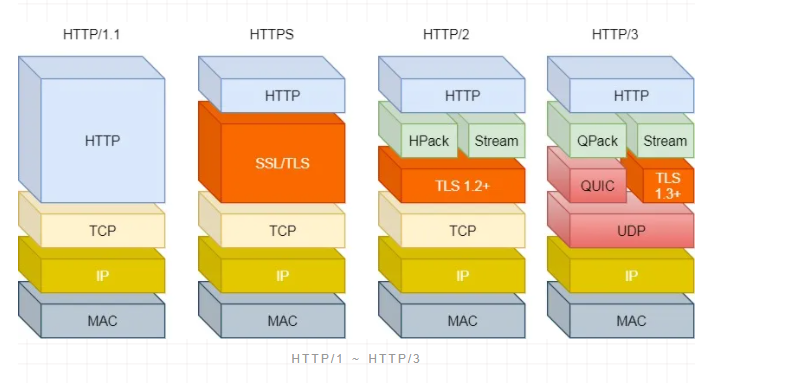 HTTP/1.1 HTTPS HTTP/2 HTTP/3
HTTP HTTP HTTP HTTP
SSL/TLS HPack Stream QPack Stream
TLS 1.2+ QUIC TLS 1.3+
TCP TCP TCP UDP
IP IP IP IP
MAC MAC MAC MAC
HTTP/1 ~ HTTP/3